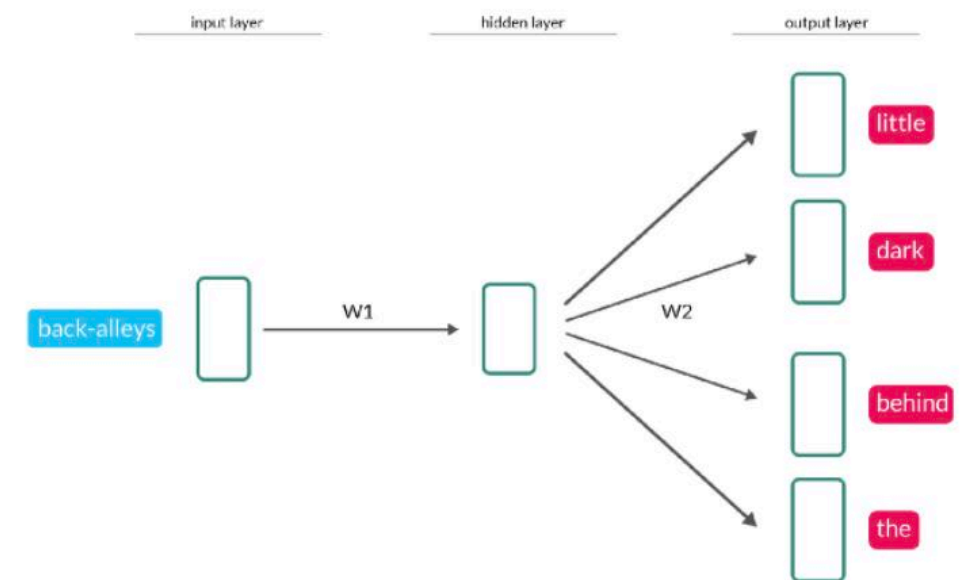 input layer
hidden layer
output layer
little
dark
back-alleys
W1
W2
behind
the